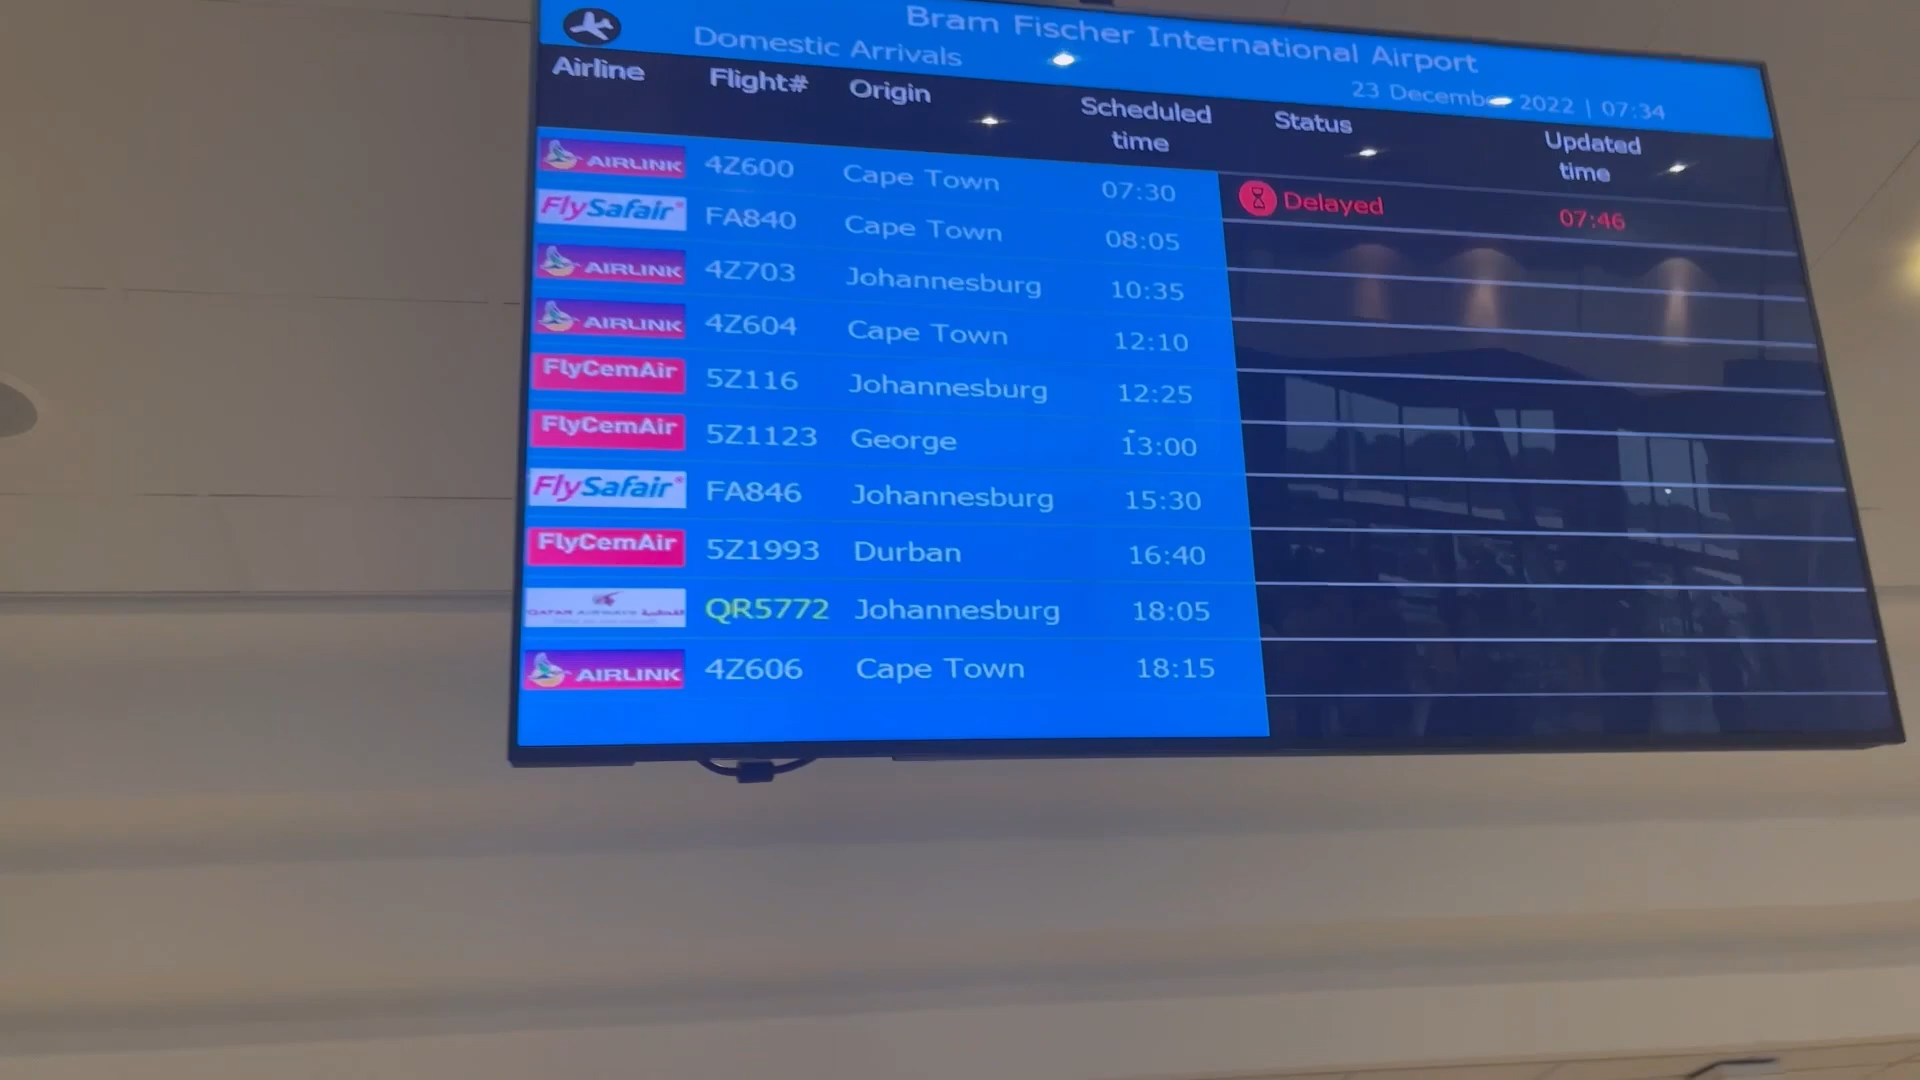 Bram Fischer International Airport
Domestic Arrivals
23 December 2022 | 07:34
Airline Flight# Origin Scheduled time Status Updated time
AIRLINK 4Z600 Cape Town 07:30 Delayed 07:46
FlySafair FA840 Cape Town 08:05
AIRLINK 4Z703 Johannesburg 10:35
AIRLINK 4Z604 Cape Town 12:10
FlyCemAir 5Z116 Johannesburg 12:25
FlyCemAir 5Z1123 George 13:00
FlySafair FA846 Johannesburg 15:30
FlyCemAir 5Z1993 Durban 16:40
QATAR AIRWAYS القطرية QR5772 Johannesburg 18:05
AIRLINK 4Z606 Cape Town 18:15